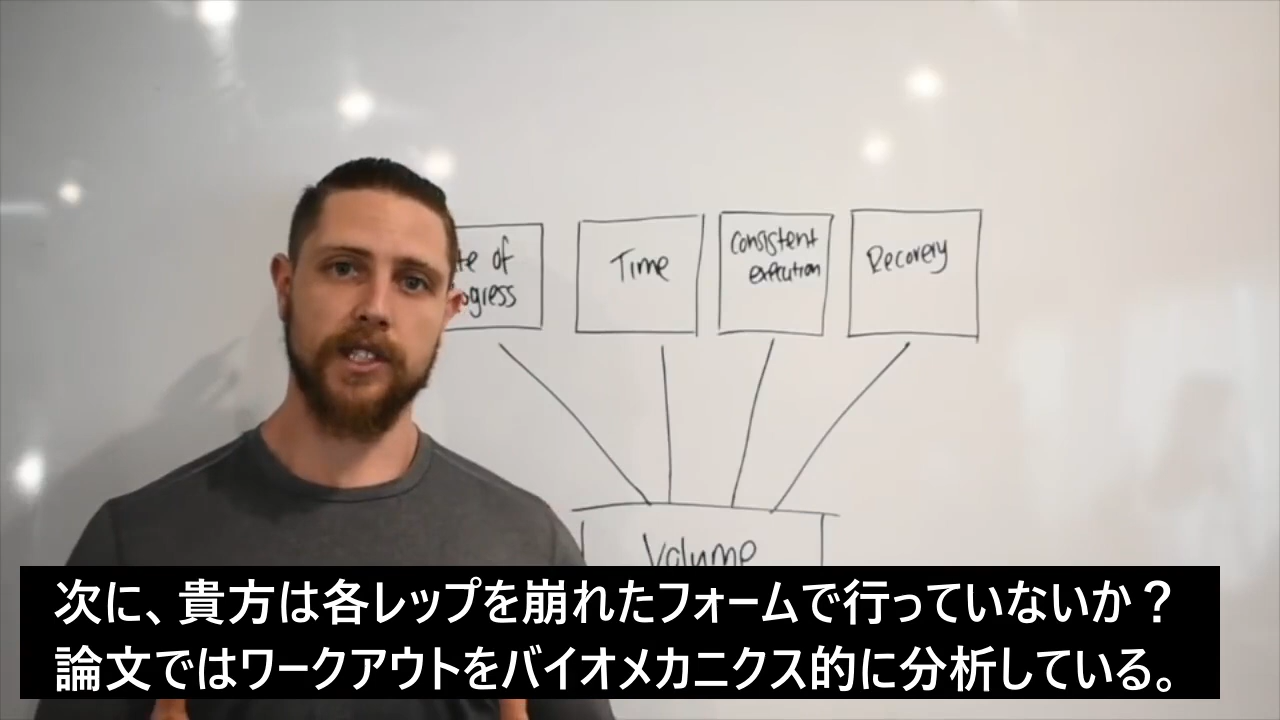 of
Time
Consistent
execution
Recovery
Volume
次に、貴方は各レップを崩れたフォームで行っていないか？
論文ではワークアウトをバイオメカニクス的に分析している。